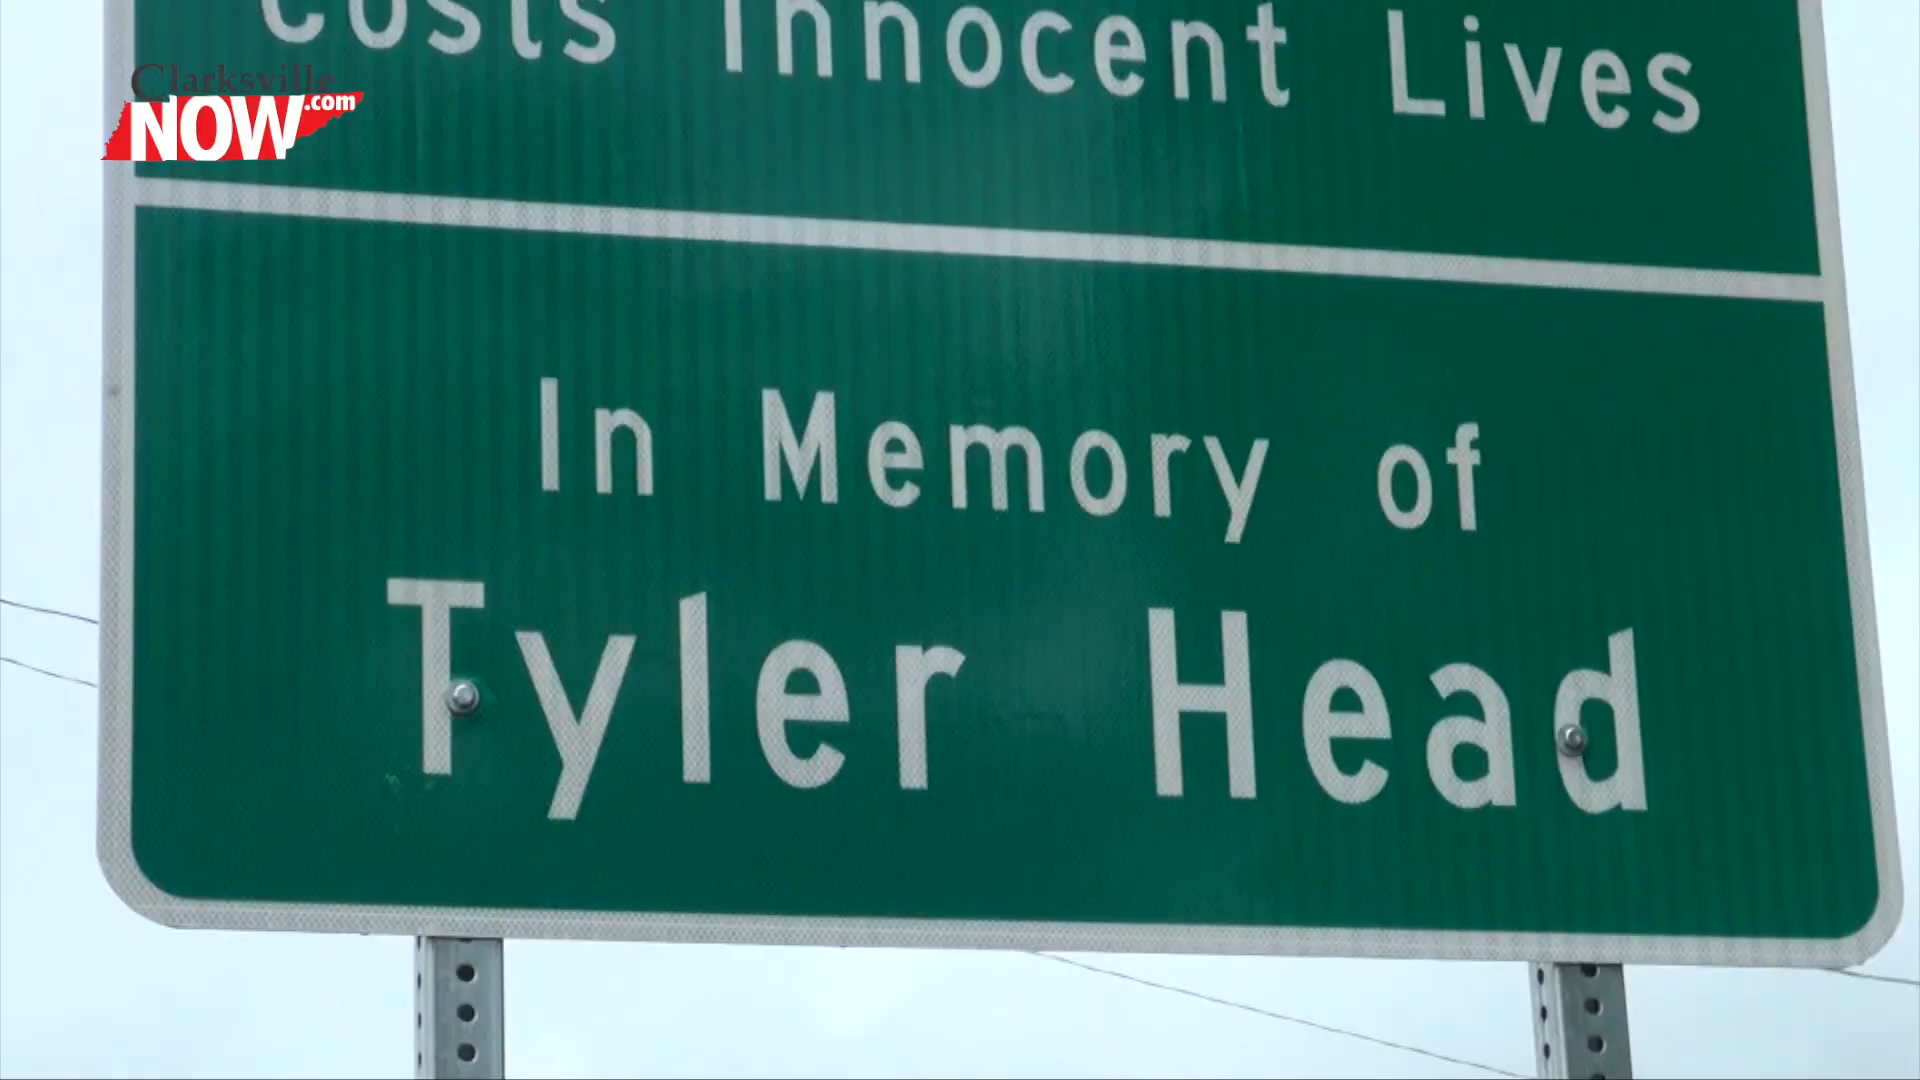 Costs Innocent Lives
Clarksville
NOW.com
In Memory of
Tyler Head